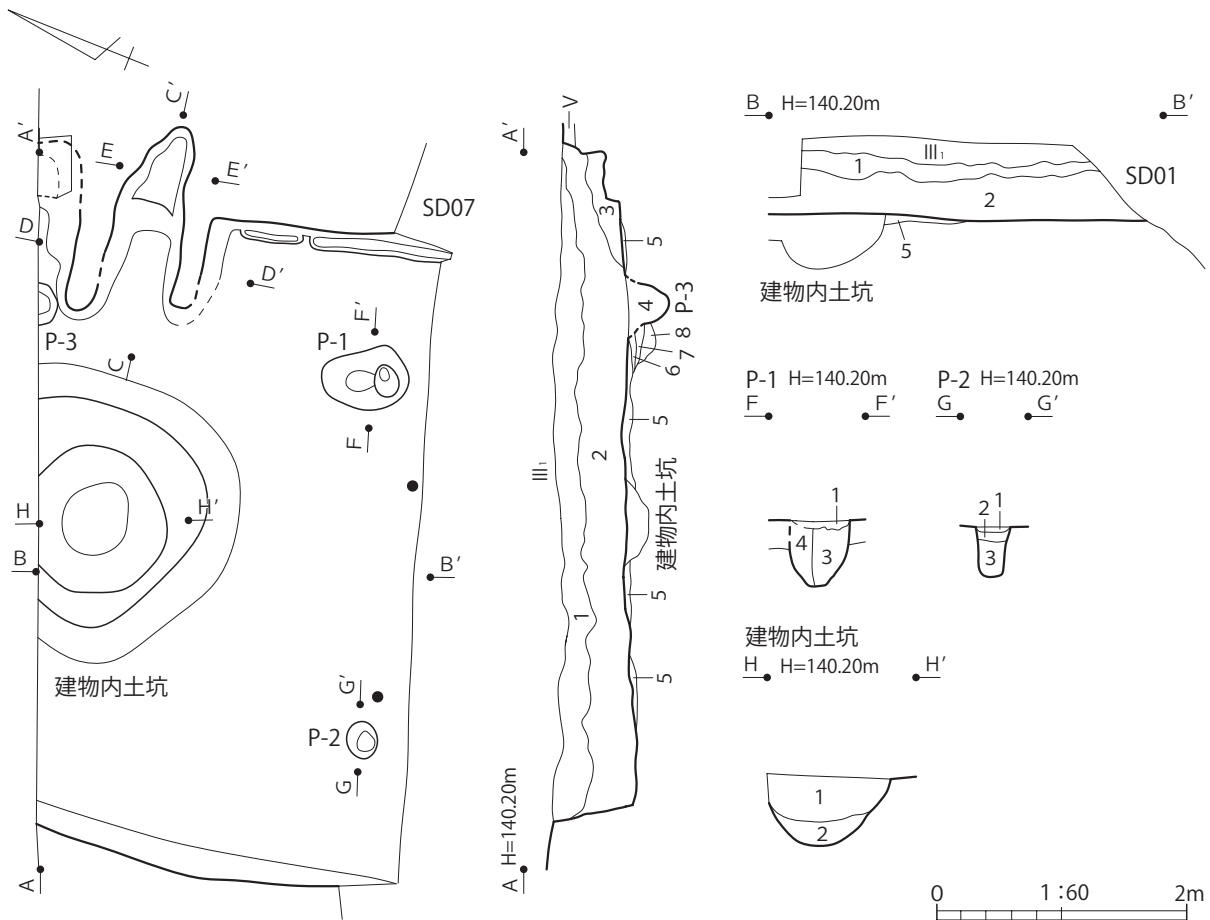 A'
E
C'
E'
SD07
D
D'
P-3
C
P-1
F'
F
H
H'
B
B'
建物内土坑
G'
P-2
G
A
A'
V
3
5
4
P-3
8
7
6
5
III₁
2
建物内土坑
1
5
5
A
H=140.20m
B H=140.20m B'
III₁
1
2
SD01
5
建物内土坑
P-1 H=140.20m
F F'
1
4 3
P-2 H=140.20m
G G'
2 1
3
建物内土坑
H H=140.20m H'
1
2
0 1:60 2m